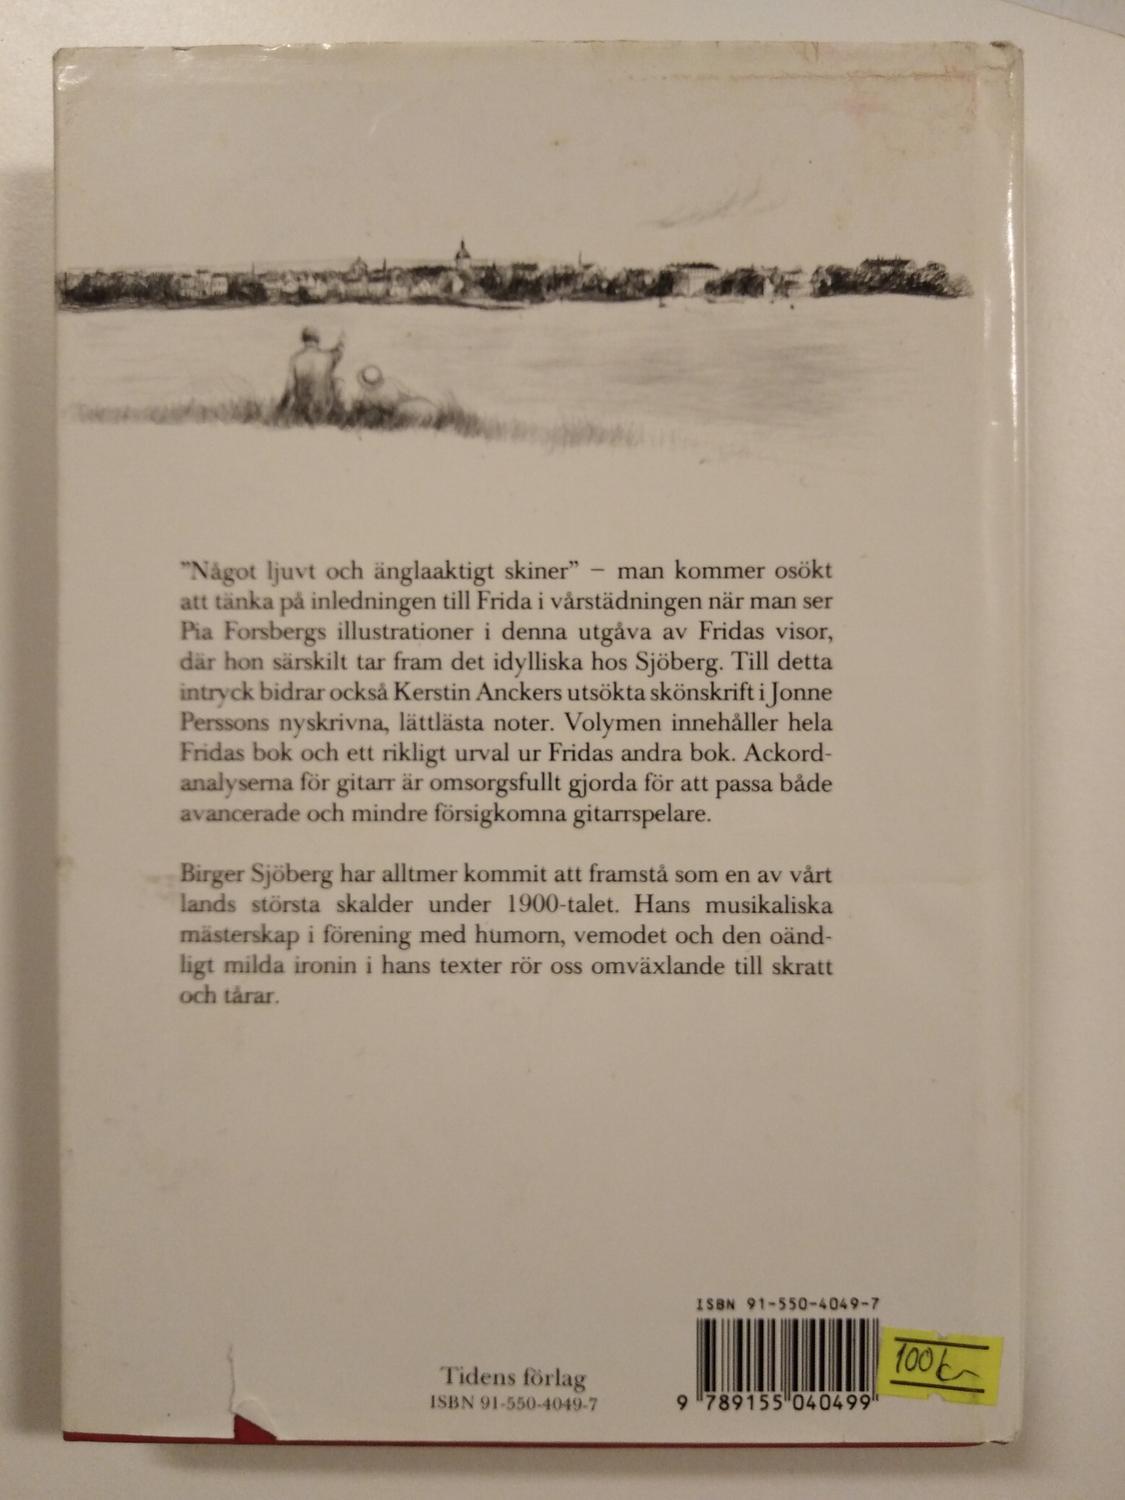 ”Något ljuvt och änglaaktigt skiner” – man kommer osökt
att tänka på inledningen till Frida i vårstädningen när man ser
Pia Forsbergs illustrationer i denna utgåva av Fridas visor,
där hon särskilt tar fram det idylliska hos Sjöberg. Till detta
intryck bidrar också Kerstin Anckers utsökta skönskrift i Jonne
Perssons nyskrivna, lättlästa noter. Volymen innehåller hela
Fridas bok och ett rikligt urval ur Fridas andra bok. Ackord-
analyserna för gitarr är omsorgsfullt gjorda för att passa både
avancerade och mindre försigkomna gitarrspelare.
Birger Sjöberg har alltmer kommit att framstå som en av vårt
lands största skalder under 1900-talet. Hans musikaliska
mästerskap i förening med humorn, vemodet och den oänd-
ligt milda ironin i hans texter rör oss omväxlande till skratt
och tårar.
Tidens förlag
ISBN 91-550-4049-7
ISBN 91-550-4049-7
9 789155 040499
100 kr